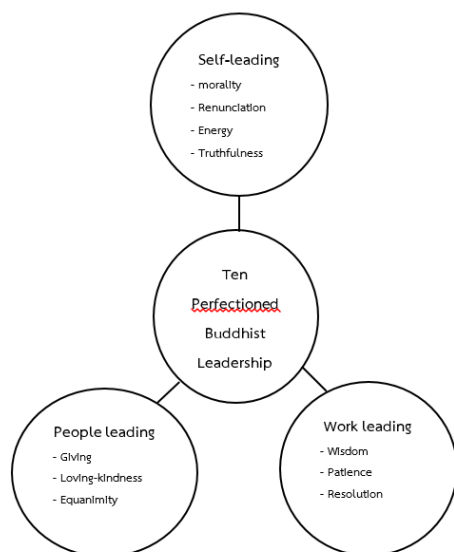 Self-leading
- morality
- Renunciation
- Energy
- Truthfulness
Ten
Perfectioned
Buddhist
Leadership
People leading
- Giving
- Loving-kindness
- Equanimity
Work leading
- Wisdom
- Patience
- Resolution